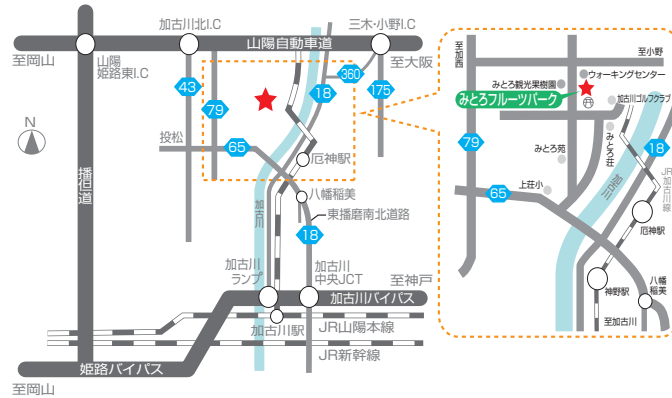 加古川北I.C
三木・小野I.C
山陽自動車道
至岡山
山陽
姫路東I.C
至大阪
43
79
18
360
175
N
投松
65
厄神駅
播但道
加古川
八幡稲美
東播磨南北道路
18
加古川
ランプ
加古川
中央JCT
至神戸
加古川バイパス
加古川駅
JR山陽本線
JR新幹線
姫路バイパス
至岡山
至加西
至小野
ウォーキングセンター
みとろ観光果樹園
みとろフルーツパーク
加古川ゴルフクラブ
みとろ荘
みとろ苑
79
18
JR加古川線
65
上荘小
加古川
厄神駅
神野駅
八幡
稲美
至加古川